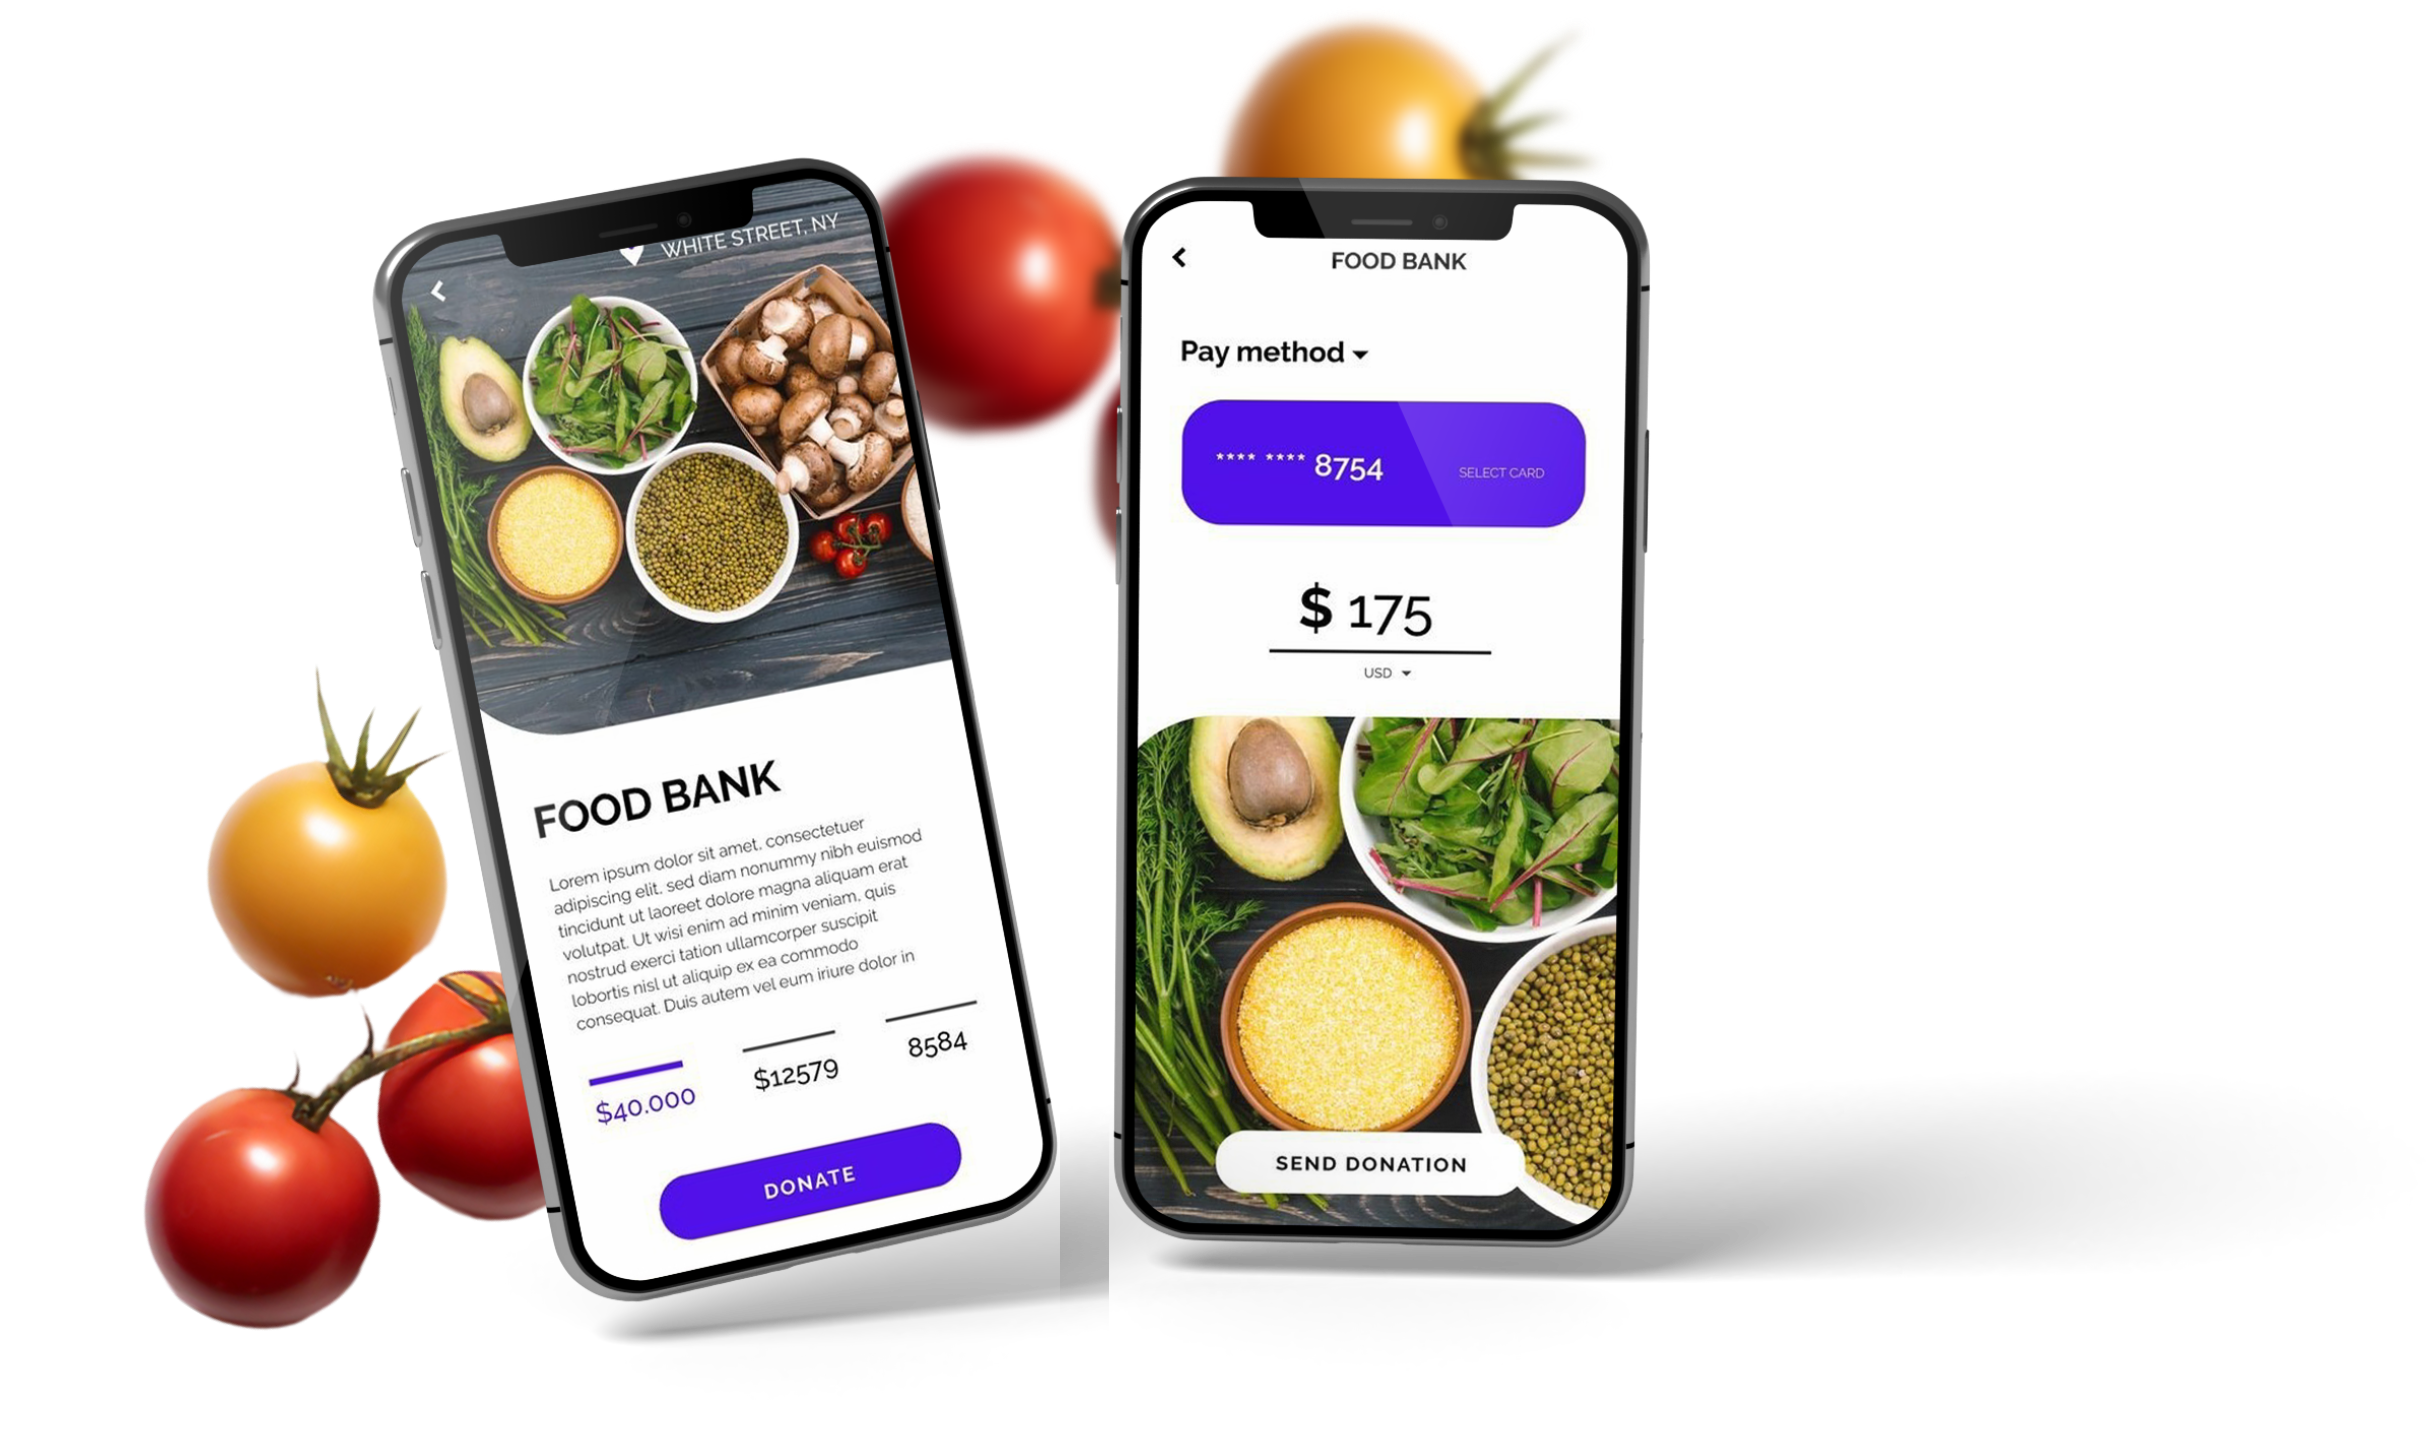 WHITE STREET, NY
FOOD BANK
Lorem ipsum dolor sit amet, consectetuer
adipiscing elit, sed diam nonummy nibh euismod
tincidunt ut laoreet dolore magna aliquam erat
volutpat. Ut wisi enim ad minim veniam, quis
nostrud exerci tation ullamcorper suscipit
lobortis nisl ut aliquip ex ea commodo
consequat. Duis autem vel eum iriure dolor in
$40.000
$12579
8584
DONATE
FOOD BANK
Pay method
**** **** 8754
SELECT CARD
$ 175
USD
SEND DONATION